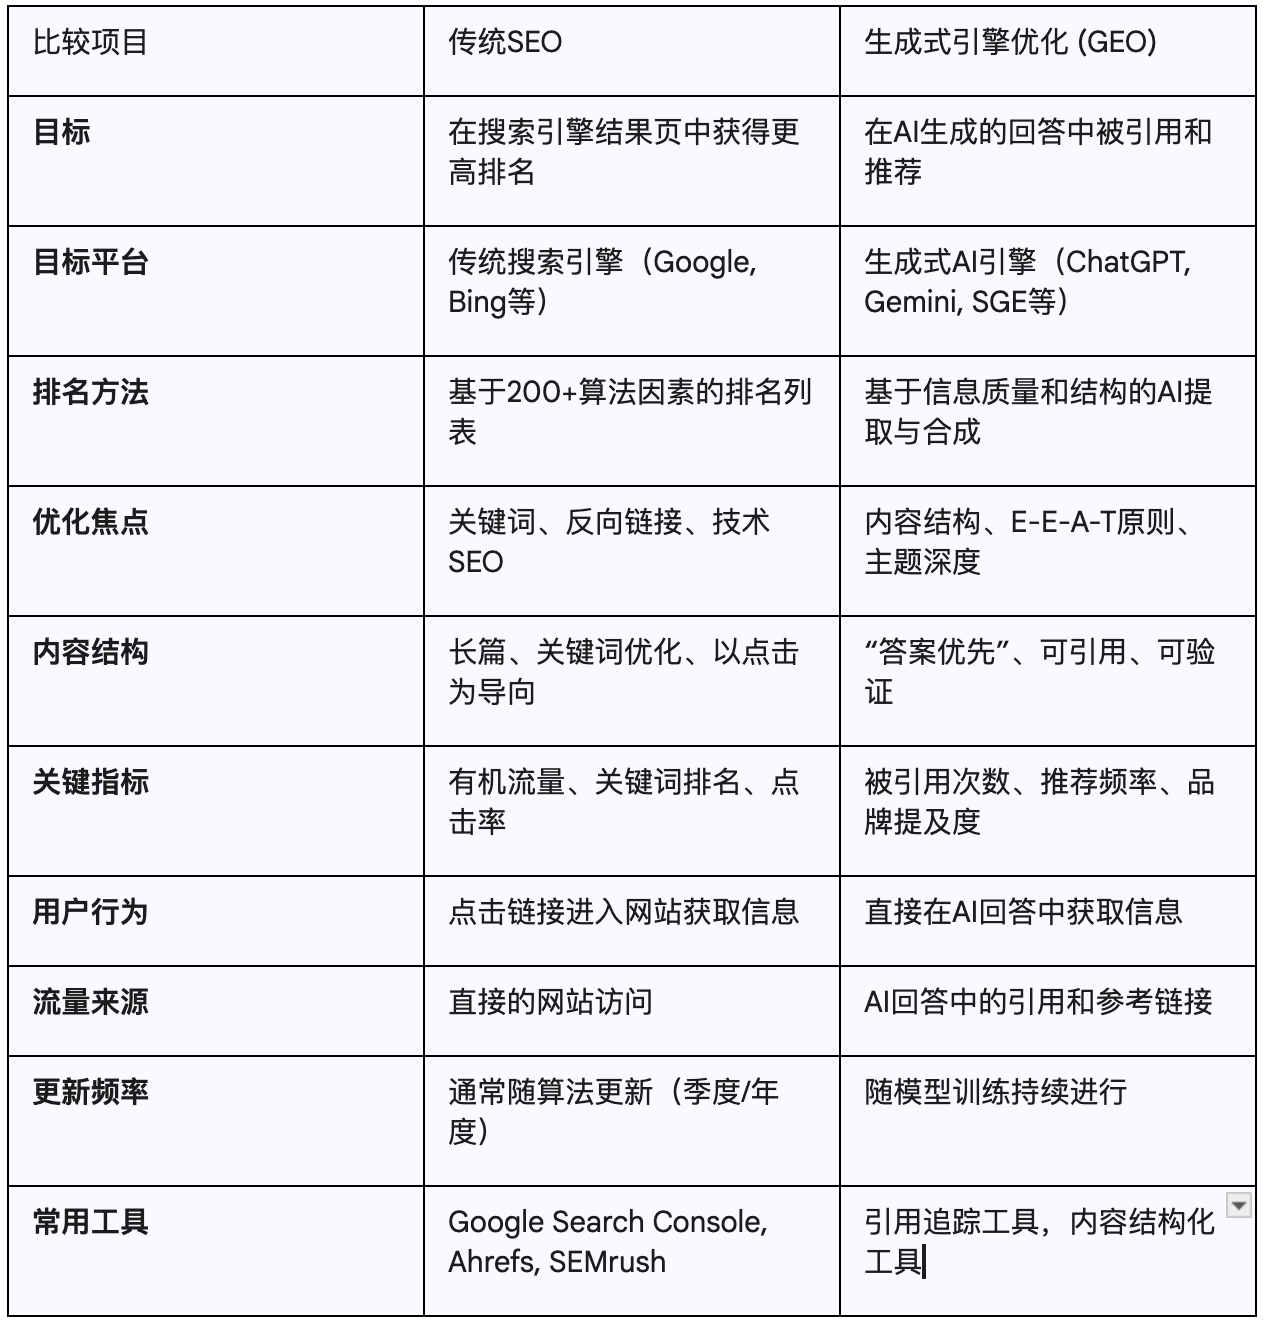 比较项目
传统SEO
生成式引擎优化 (GEO)
目标
在搜索引擎结果页中获得更
高排名
在AI生成的回答中被引用和
推荐
目标平台
传统搜索引擎（Google,
Bing等）
生成式AI引擎（ChatGPT,
Gemini, SGE等）
排名方法
基于200+算法因素的排名列
表
基于信息质量和结构的AI提
取与合成
优化焦点
关键词、反向链接、技术
SEO
内容结构、E-E-A-T原则、
主题深度
内容结构
长篇、关键词优化、以点击
为导向
“答案优先”、可引用、可验
证
关键指标
有机流量、关键词排名、点
击率
被引用次数、推荐频率、品
牌提及度
用户行为
点击链接进入网站获取信息
直接在AI回答中获取信息
流量来源
直接的网站访问
AI回答中的引用和参考链接
更新频率
通常随算法更新（季度/年
度）
随模型训练持续进行
常用工具
Google Search Console,
Ahrefs, SEMrush
引用追踪工具，内容结构化
工具